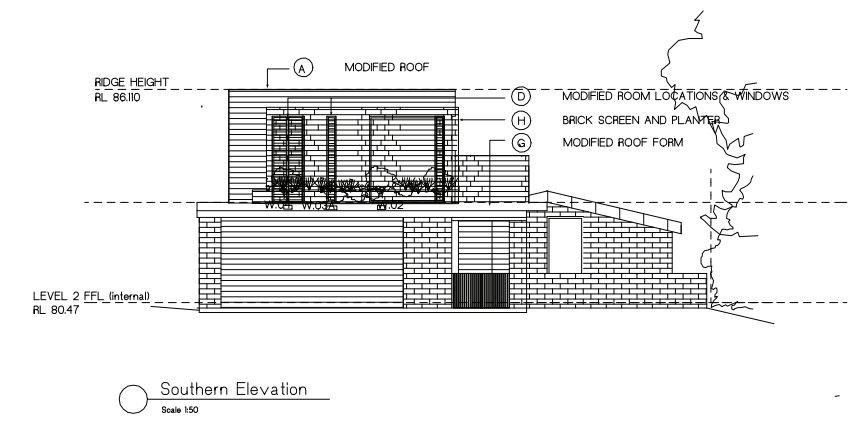 A MODIFIED ROOF
RIDGE HEIGHT
RL 86.110
D MODIFIED ROOM LOCATIONS & WINDOWS
H BRICK SCREEN AND PLANTER
G MODIFIED ROOF FORM
W.02
LEVEL 2 FFL (internal)
RL 80.47
Southern Elevation
Scale 1:50